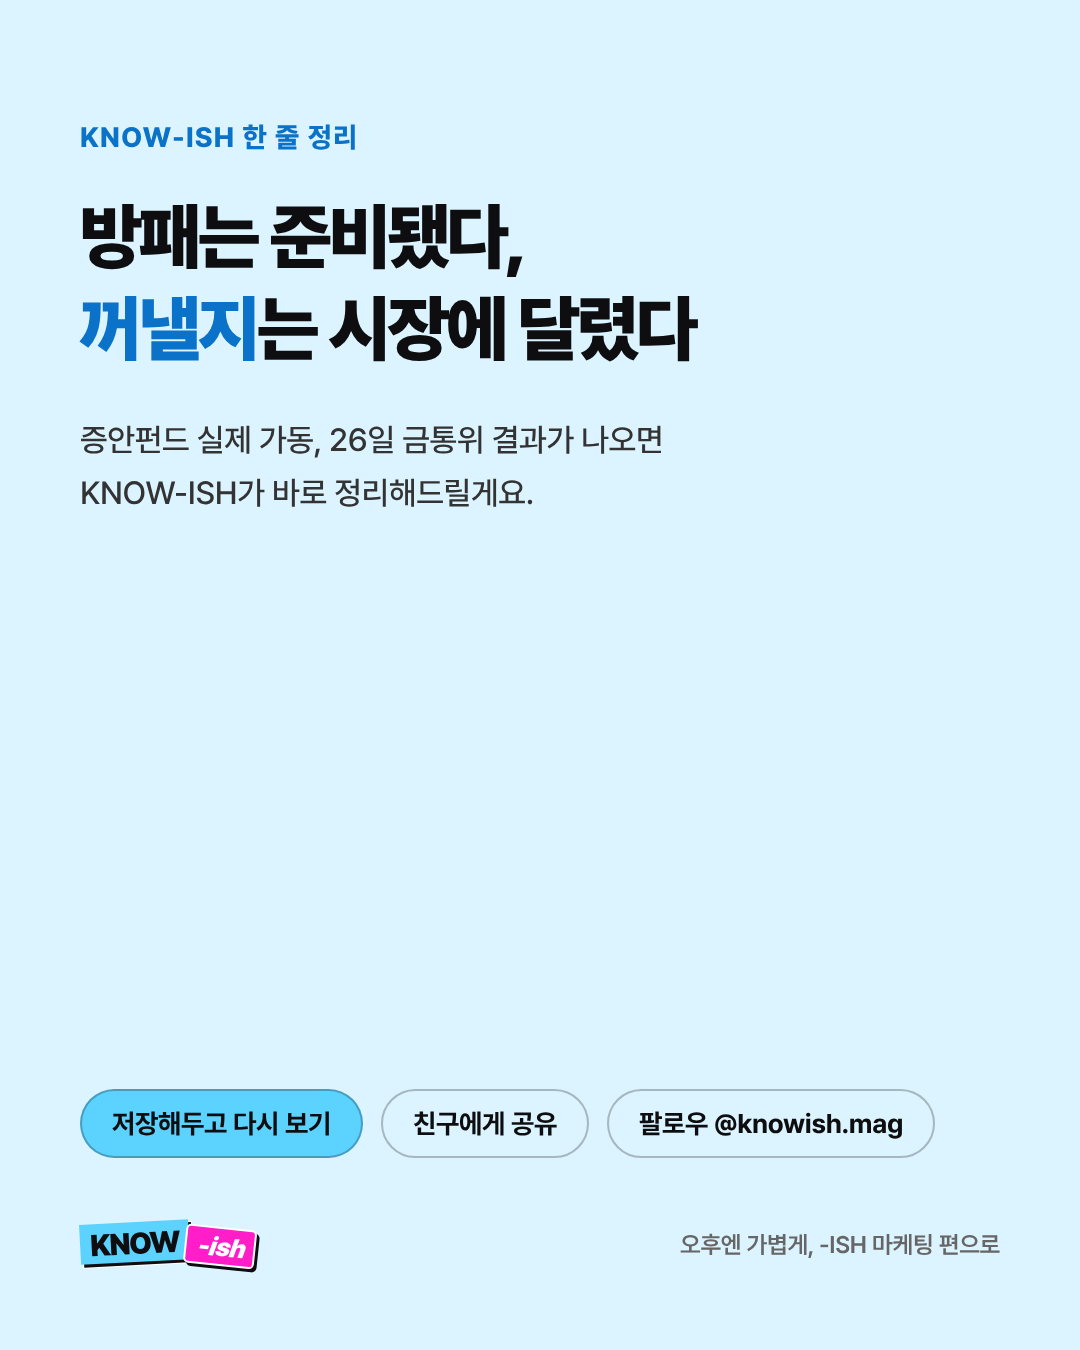 KNOW-ISH 한 줄 정리
방패는 준비됐다,
꺼낼지는 시장에 달렸다
증안펀드 실제 가동, 26일 금통위 결과가 나오면
KNOW-ISH가 바로 정리해드릴게요.
저장해두고 다시 보기
친구에게 공유
팔로우 @knowish.mag
KNOW -ish
오후엔 가볍게, -ISH 마케팅 편으로